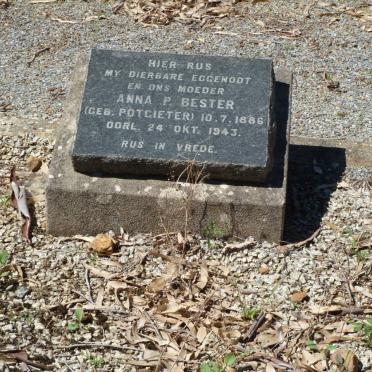 HIER RUS
MY DIERBARE EGGENOOT
EN ONS MOEDER
ANNA P. BESTER
(GEB. POTGIETER) 10.7.1886
OORL. 24 OKT. 1943.
RUS IN VREDE.